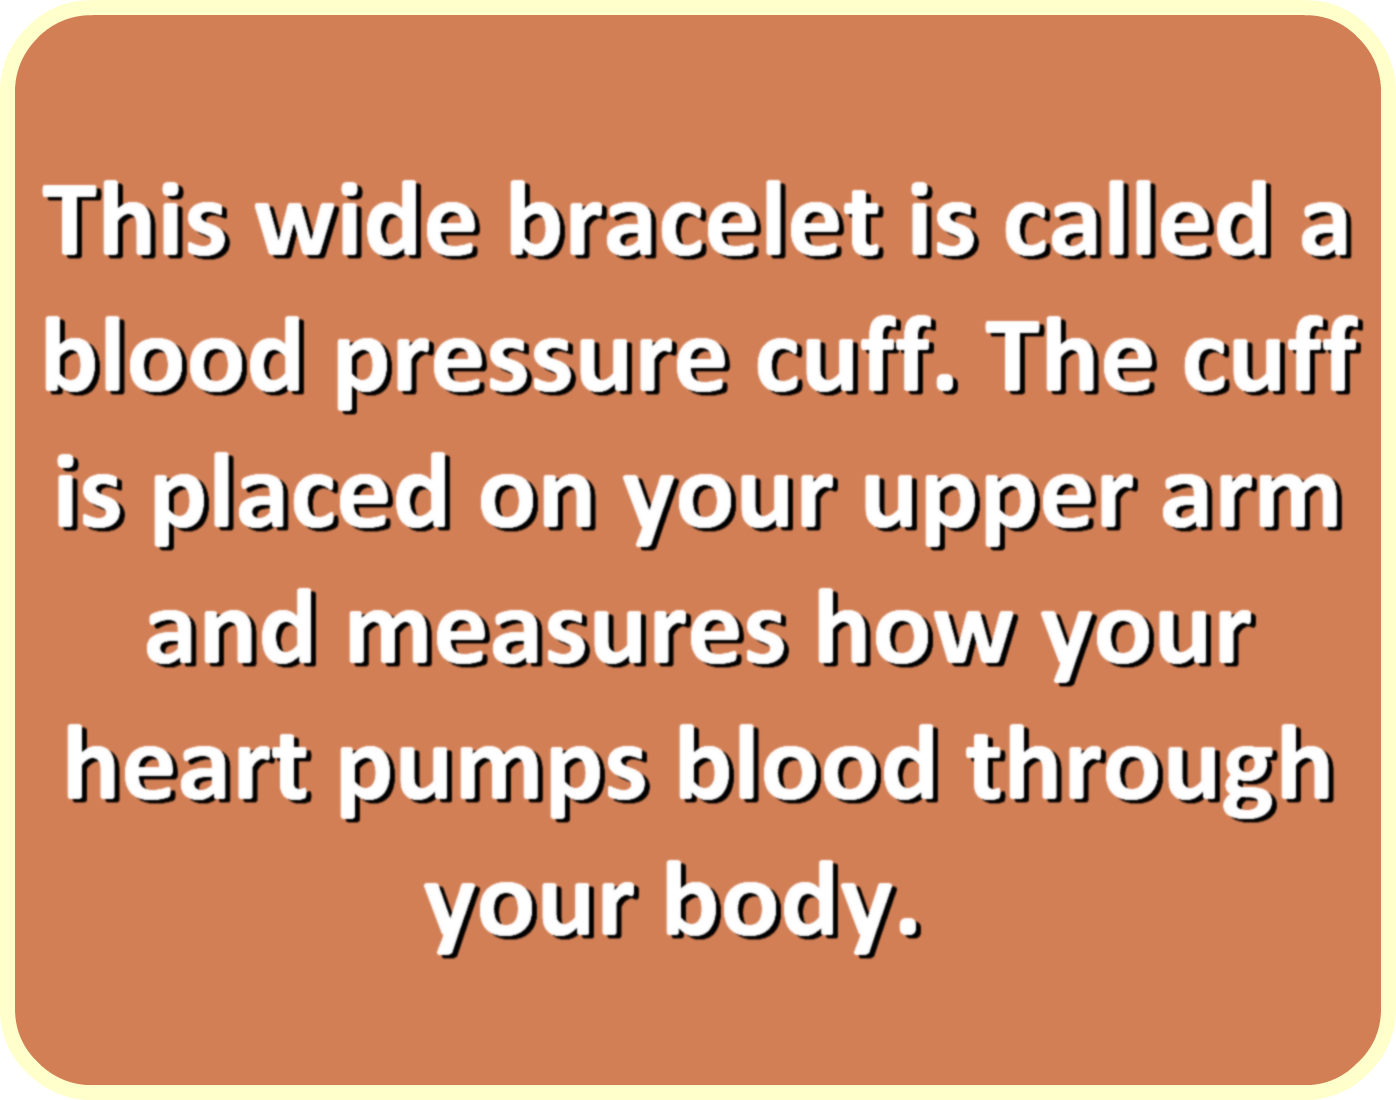 This wide bracelet is called a
blood pressure cuff. The cuff
is placed on your upper arm
and measures how your
heart pumps blood through
your body.